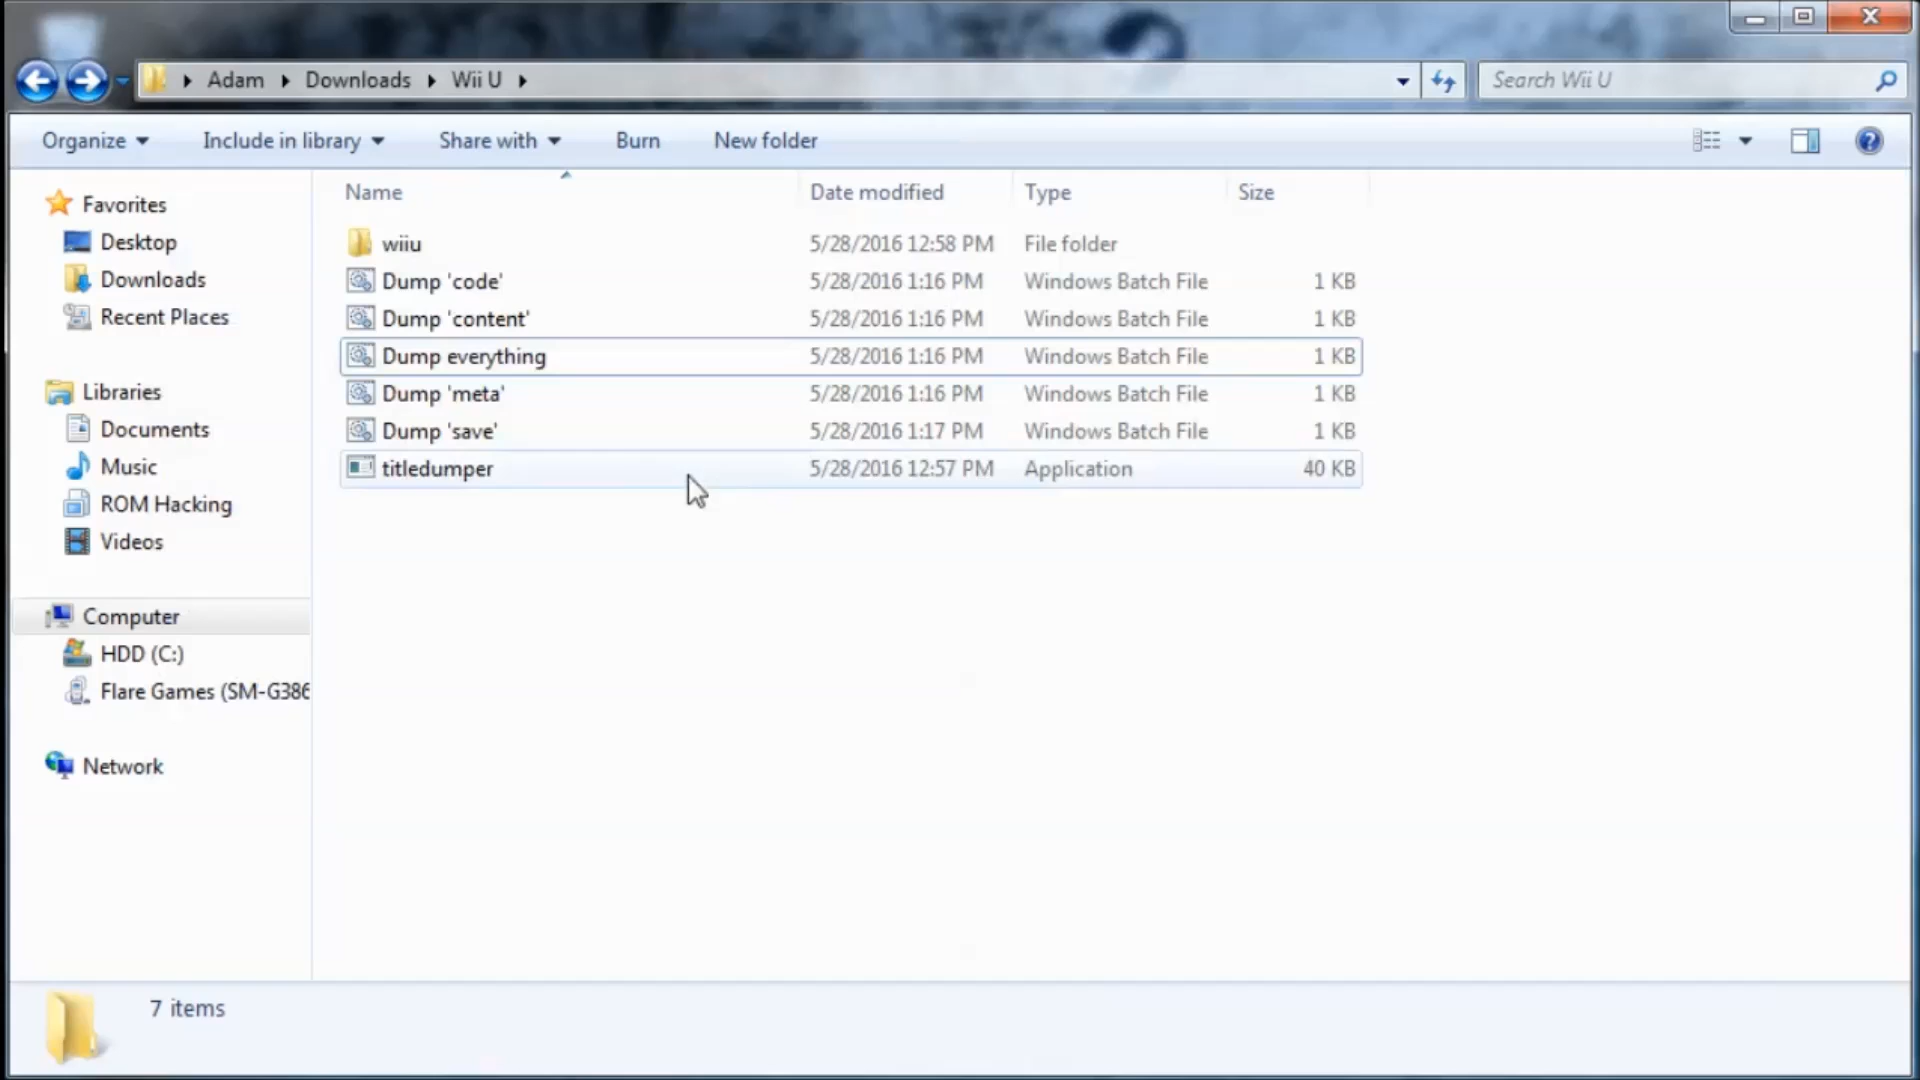 Adam Downloads Wii U
Search Wii U
Organize Include in library Share with Burn New folder
Name Date modified Type Size
Favorites
Desktop
Downloads
Recent Places
Libraries
Documents
Music
ROM Hacking
Videos
Computer
HDD (C:)
Flare Games (SM-G386
Network
wiiu 5/28/2016 12:58 PM File folder
Dump 'code' 5/28/2016 1:16 PM Windows Batch File 1 KB
Dump 'content' 5/28/2016 1:16 PM Windows Batch File 1 KB
Dump everything 5/28/2016 1:16 PM Windows Batch File 1 KB
Dump 'meta' 5/28/2016 1:16 PM Windows Batch File 1 KB
Dump 'save' 5/28/2016 1:17 PM Windows Batch File 1 KB
titledumper 5/28/2016 12:57 PM Application 40 KB
7 items